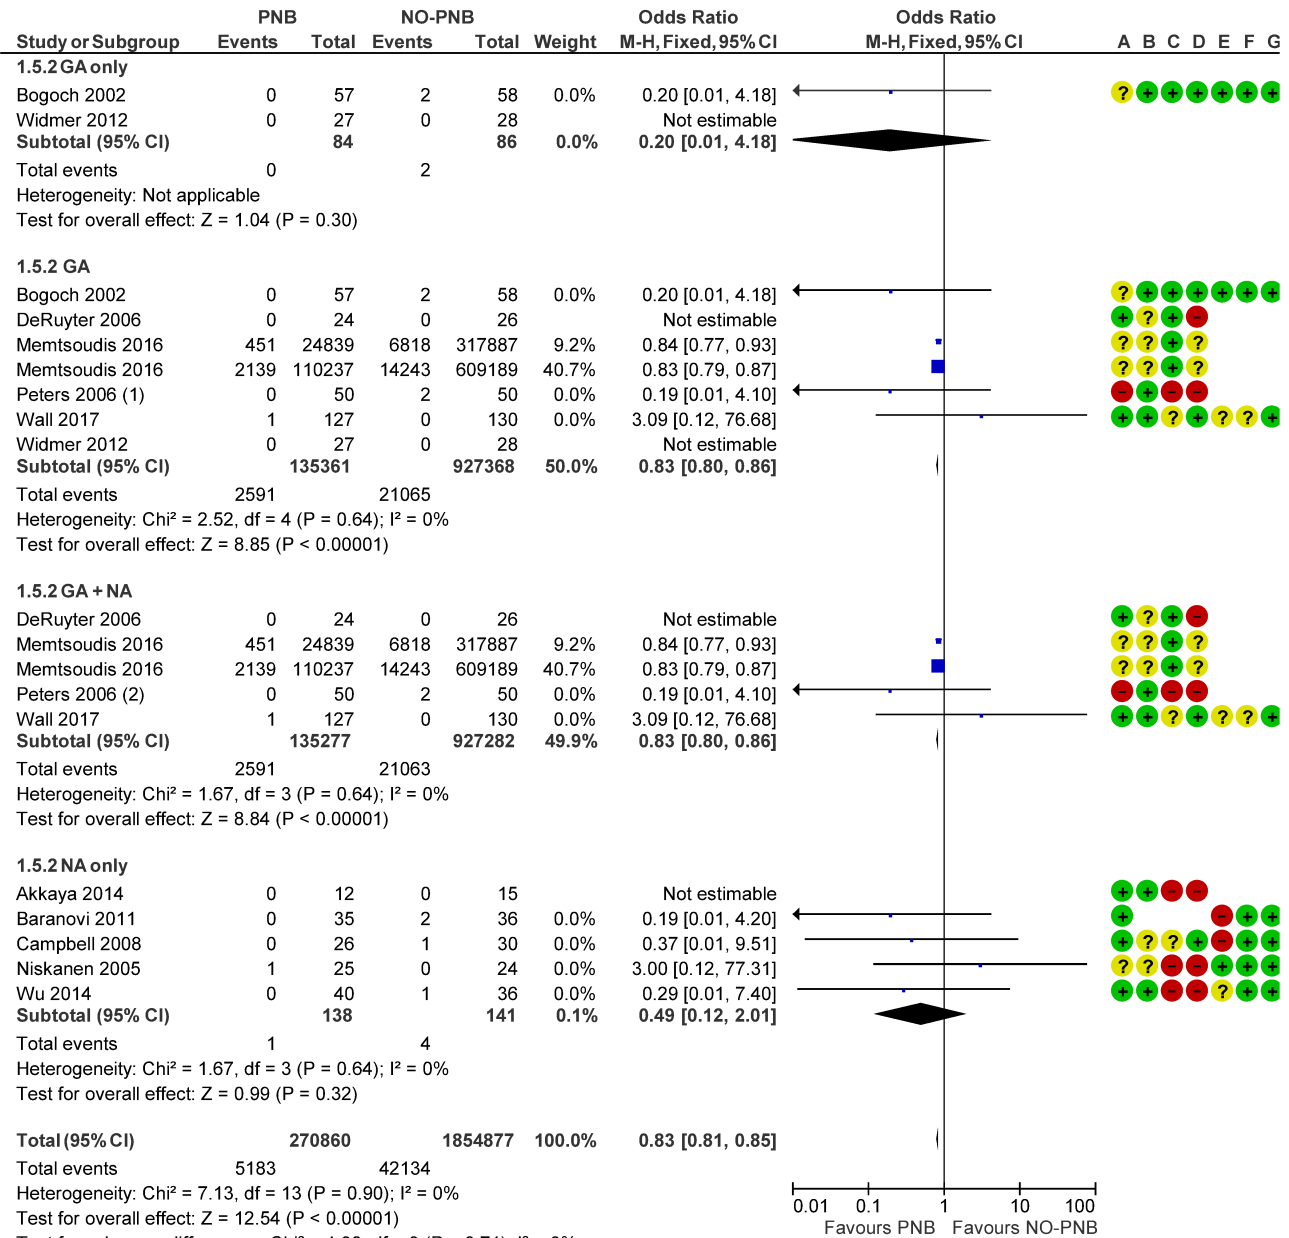 PNB NO-PNB Odds Ratio Odds Ratio
Study or Subgroup Events Total Events Total Weight M-H, Fixed, 95% CI M-H, Fixed, 95% CI A B C D E F G
1.5.2 GA only
Bogoch 2002 0 57 2 58 0.0% 0.20 [0.01, 4.18] ? + + + + + +
Widmer 2012 0 27 0 28 Not estimable
Subtotal (95% CI) 84 86 0.0% 0.20 [0.01, 4.18]
Total events 0 2
Heterogeneity: Not applicable
Test for overall effect: Z = 1.04 (P = 0.30)
1.5.2 GA
Bogoch 2002 0 57 2 58 0.0% 0.20 [0.01, 4.18] ? + + + + + +
DeRuyter 2006 0 24 0 26 Not estimable + ? + -
Memtsoudis 2016 451 24839 6818 317887 9.2% 0.84 [0.77, 0.93] ? ? + ?
Memtsoudis 2016 2139 110237 14243 609189 40.7% 0.83 [0.79, 0.87] ? ? + ?
Peters 2006 (1) 0 50 2 50 0.0% 0.19 [0.01, 4.10] - + - -
Wall 2017 1 127 0 130 0.0% 3.09 [0.12, 76.68] + + ? + ? ? +
Widmer 2012 0 27 0 28 Not estimable
Subtotal (95% CI) 135361 927368 50.0% 0.83 [0.80, 0.86]
Total events 2591 21065
Heterogeneity: Chi² = 2.52, df = 4 (P = 0.64); I² = 0%
Test for overall effect: Z = 8.85 (P < 0.00001)
1.5.2 GA + NA
DeRuyter 2006 0 24 0 26 Not estimable + ? + -
Memtsoudis 2016 451 24839 6818 317887 9.2% 0.84 [0.77, 0.93] ? ? + ?
Memtsoudis 2016 2139 110237 14243 609189 40.7% 0.83 [0.79, 0.87] ? ? + ?
Peters 2006 (2) 0 50 2 50 0.0% 0.19 [0.01, 4.10] - + - -
Wall 2017 1 127 0 130 0.0% 3.09 [0.12, 76.68] + + ? + ? ? +
Subtotal (95% CI) 135277 927282 49.9% 0.83 [0.80, 0.86]
Total events 2591 21063
Heterogeneity: Chi² = 1.67, df = 3 (P = 0.64); I² = 0%
Test for overall effect: Z = 8.84 (P < 0.00001)
1.5.2 NA only
Akkaya 2014 0 12 0 15 Not estimable + + - -
Baranovi 2011 0 35 2 36 0.0% 0.19 [0.01, 4.20] + - + +
Campbell 2008 0 26 1 30 0.0% 0.37 [0.01, 9.51] + ? ? + - + +
Niskanen 2005 1 25 0 24 0.0% 3.00 [0.12, 77.31] ? ? - - + + +
Wu 2014 0 40 1 36 0.0% 0.29 [0.01, 7.40] + + - - ? + +
Subtotal (95% CI) 138 141 0.1% 0.49 [0.12, 2.01]
Total events 1 4
Heterogeneity: Chi² = 1.67, df = 3 (P = 0.64); I² = 0%
Test for overall effect: Z = 0.99 (P = 0.32)
Total (95% CI) 270860 1854877 100.0% 0.83 [0.81, 0.85]
Total events 5183 42134
Heterogeneity: Chi² = 7.13, df = 13 (P = 0.90); I² = 0%
Test for overall effect: Z = 12.54 (P < 0.00001)
0.01 0.1 1 10 100
Favours PNB Favours NO-PNB